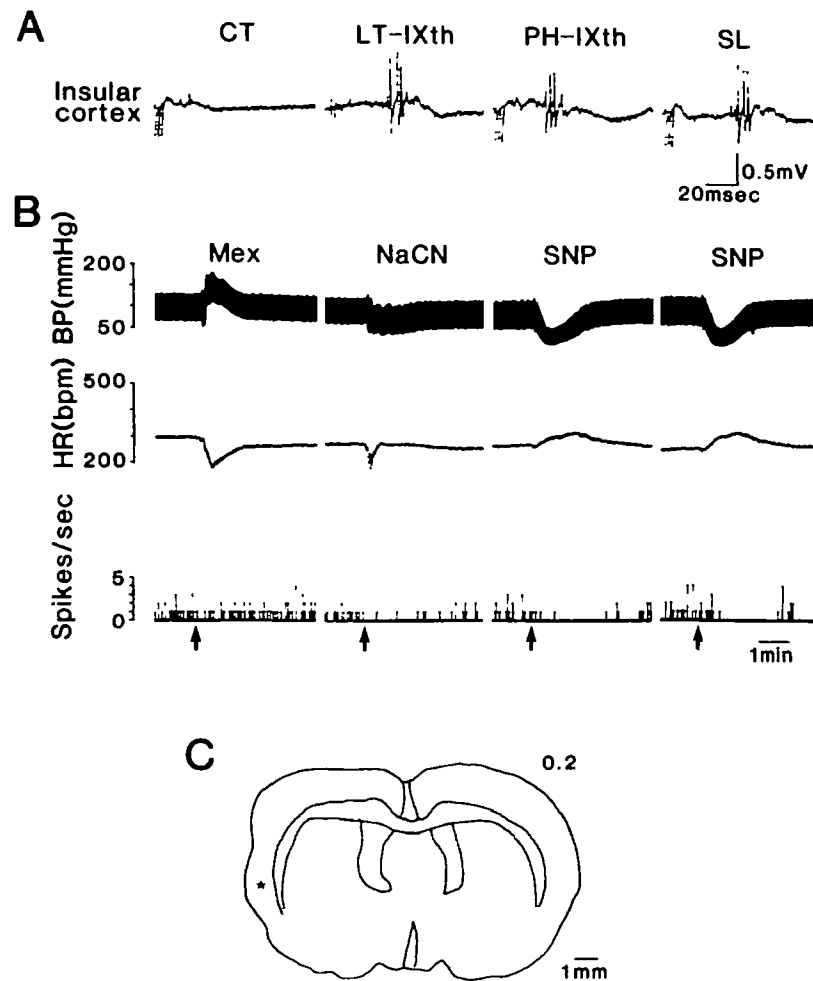 A
CT
LT-IXth
PH-IXth
SL
Insular
cortex
0.5mV
20msec
B
BP(mmHg)
200
50
Mex
NaCN
SNP
SNP
HR(bpm)
500
200
Spikes/sec
5
0
1min
C
0.2
1mm